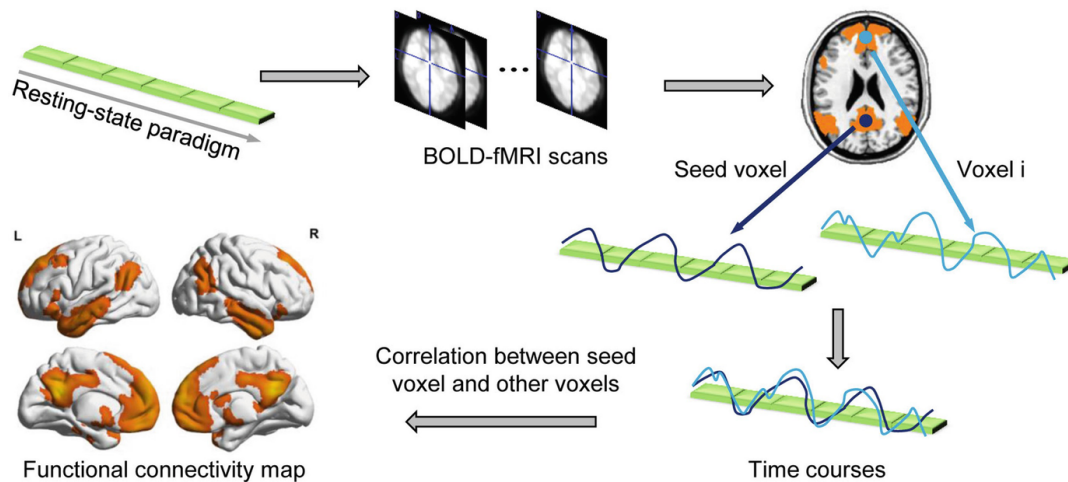 Resting-state paradigm
BOLD-fMRI scans
Seed voxel
Voxel i
L
R
Correlation between seed
voxel and other voxels
Functional connectivity map
Time courses